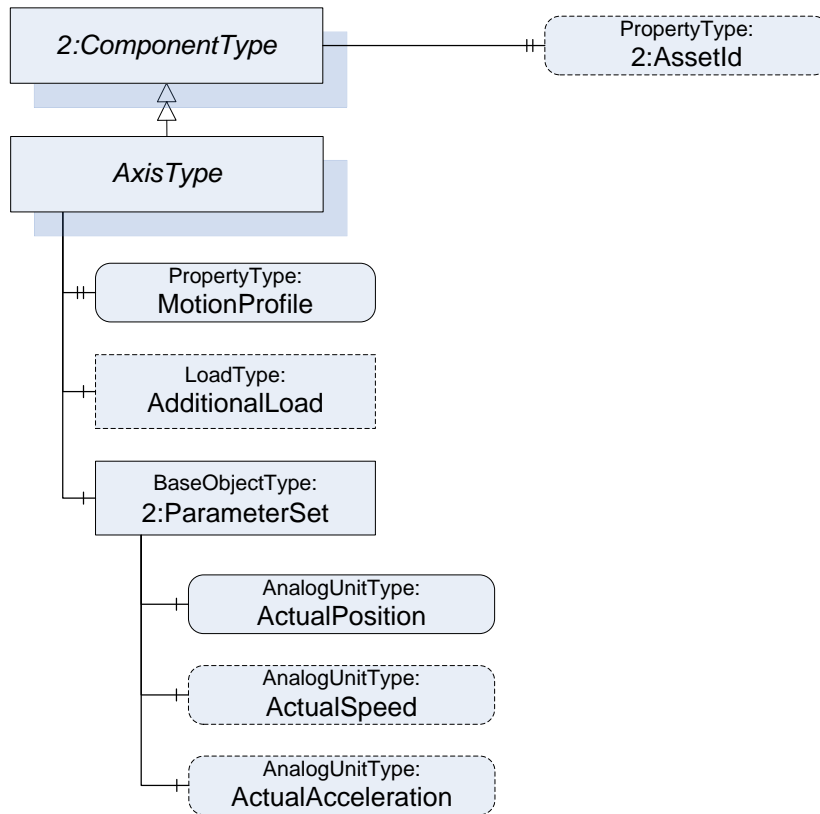 2:ComponentType
PropertyType:
2:AssetId
AxisType
PropertyType:
MotionProfile
LoadType:
AdditionalLoad
BaseObjectType:
2:ParameterSet
AnalogUnitType:
ActualPosition
AnalogUnitType:
ActualSpeed
AnalogUnitType:
ActualAcceleration